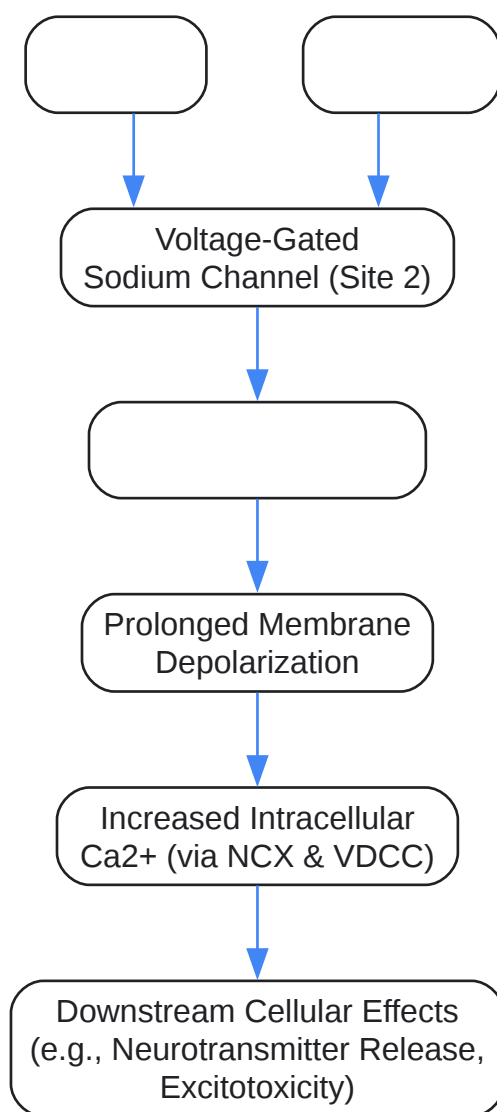 Voltage-Gated
Sodium Channel (Site 2)
Prolonged Membrane
Depolarization
Increased Intracellular
Ca2+ (via NCX & VDCC)
Downstream Cellular Effects
(e.g., Neurotransmitter Release,
Excitotoxicity)